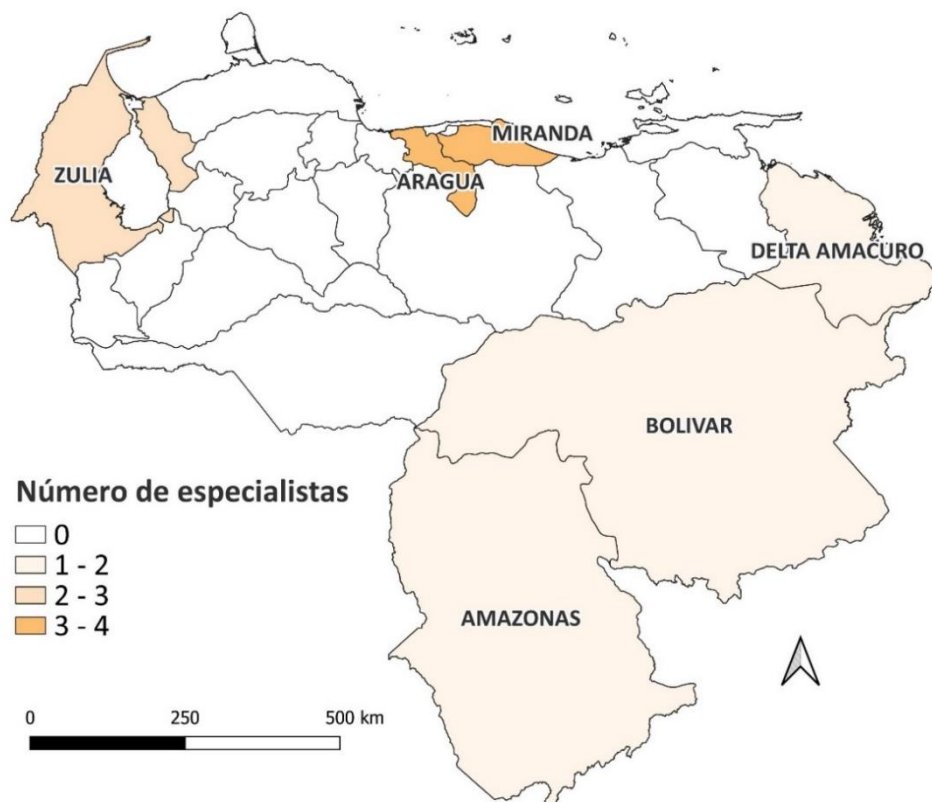 MIRANDA
ZULIA
ARAGUA
DELTA AMACURO
BOLIVAR
AMAZONAS
Número de especialistas
0
1 - 2
2 - 3
3 - 4
0 250 500 km